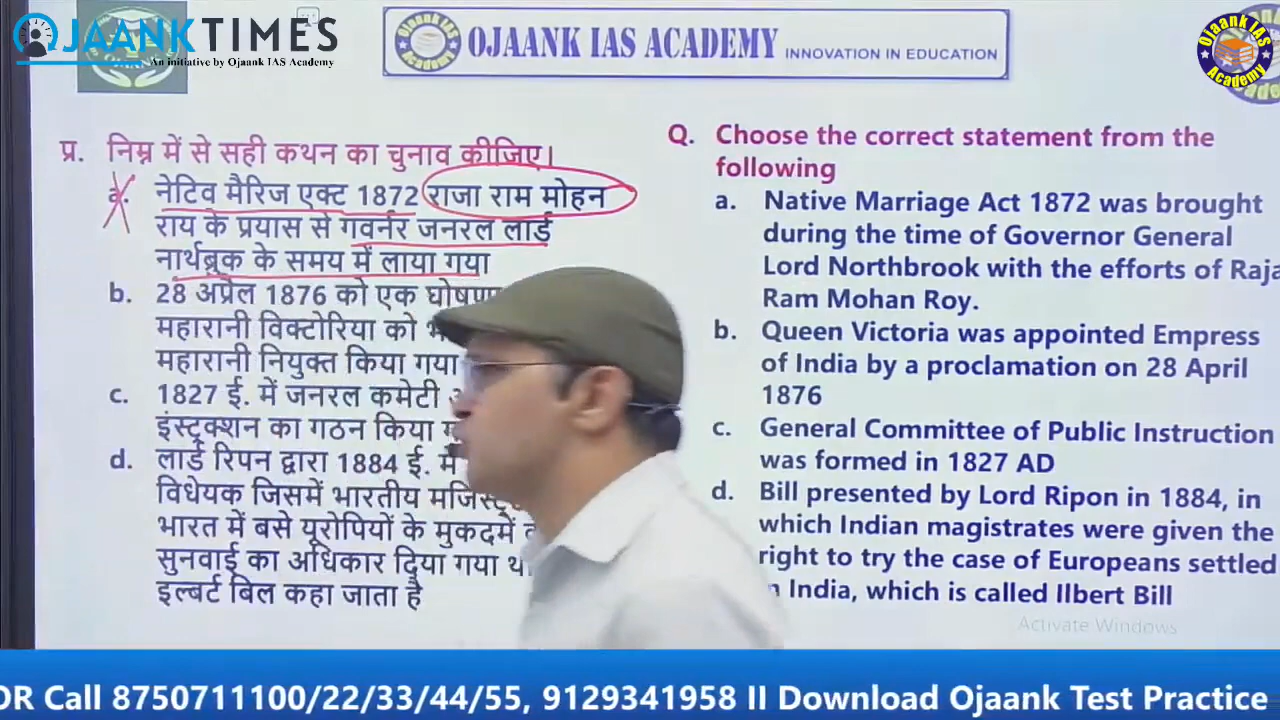 OJAANKTIMES
An initiative by Ojaank IAS Academy
OJAANK IAS ACADEMY INNOVATION IN EDUCATION
Ojaank IAS Academy
प्र. निम्न में से सही कथन का चुनाव कीजिए।
a. नेटिव मैरिज एक्ट 1872 राजा राम मोहन
राय के प्रयास से गवर्नर जनरल लार्ड
नार्थब्रुक के समय में लाया गया
b. 28 अप्रैल 1876 को एक
महारानी विक्टोरिया को
महारानी नियुक्त किया गया
c. 1827 ई. में जनरल कमेटी
इंस्ट्रक्शन का गठन किया
d. लार्ड रिपन द्वारा 1884 ई. में
विधेयक जिसमें भारतीय
भारत में बसे यूरोपियों के मुकदमें
सुनवाई का अधिकार दिया गया
इल्बर्ट बिल कहा जाता है
Q. Choose the correct statement from the
following
a. Native Marriage Act 1872 was brought
during the time of Governor General
Lord Northbrook with the efforts of Raja
Ram Mohan Roy.
b. Queen Victoria was appointed Empress
of India by a proclamation on 28 April
1876
c. General Committee of Public Instruction
was formed in 1827 AD
d. Bill presented by Lord Ripon in 1884, in
which Indian magistrates were given the
right to try the case of Europeans settled
India, which is called Ilbert Bill
Activate Windows
OR Call 8750711100/22/33/44/55, 9129341958 II Download Ojaank Test Practice